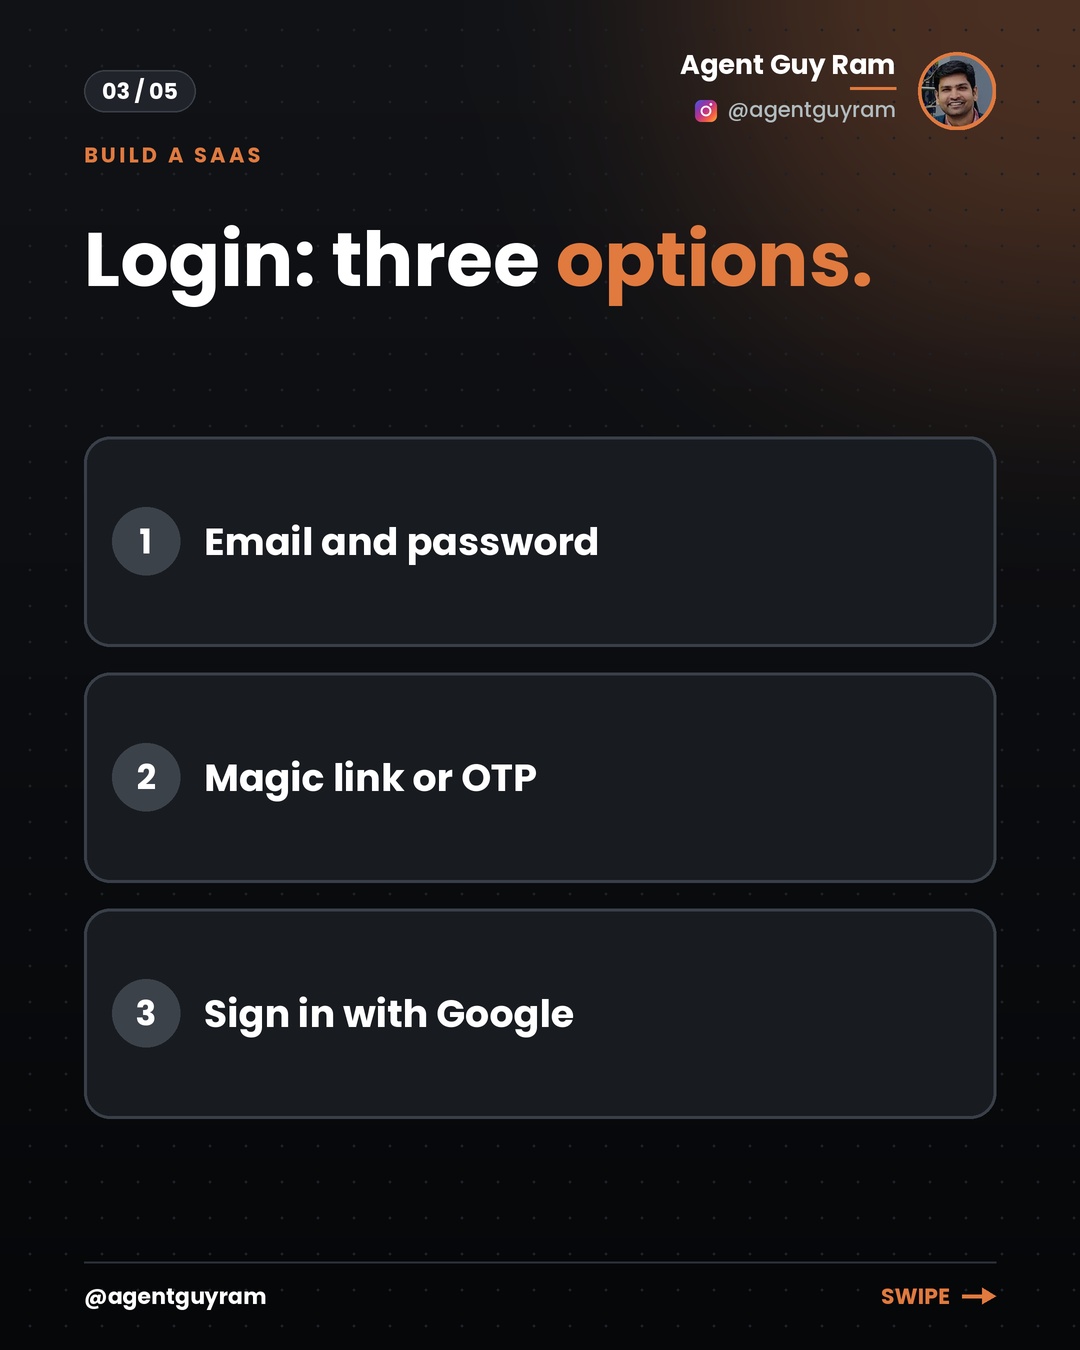 03 / 05
Agent Guy Ram
@agentguyram
BUILD A SAAS
Login: three options.
1 Email and password
2 Magic link or OTP
3 Sign in with Google
@agentguyram
SWIPE →